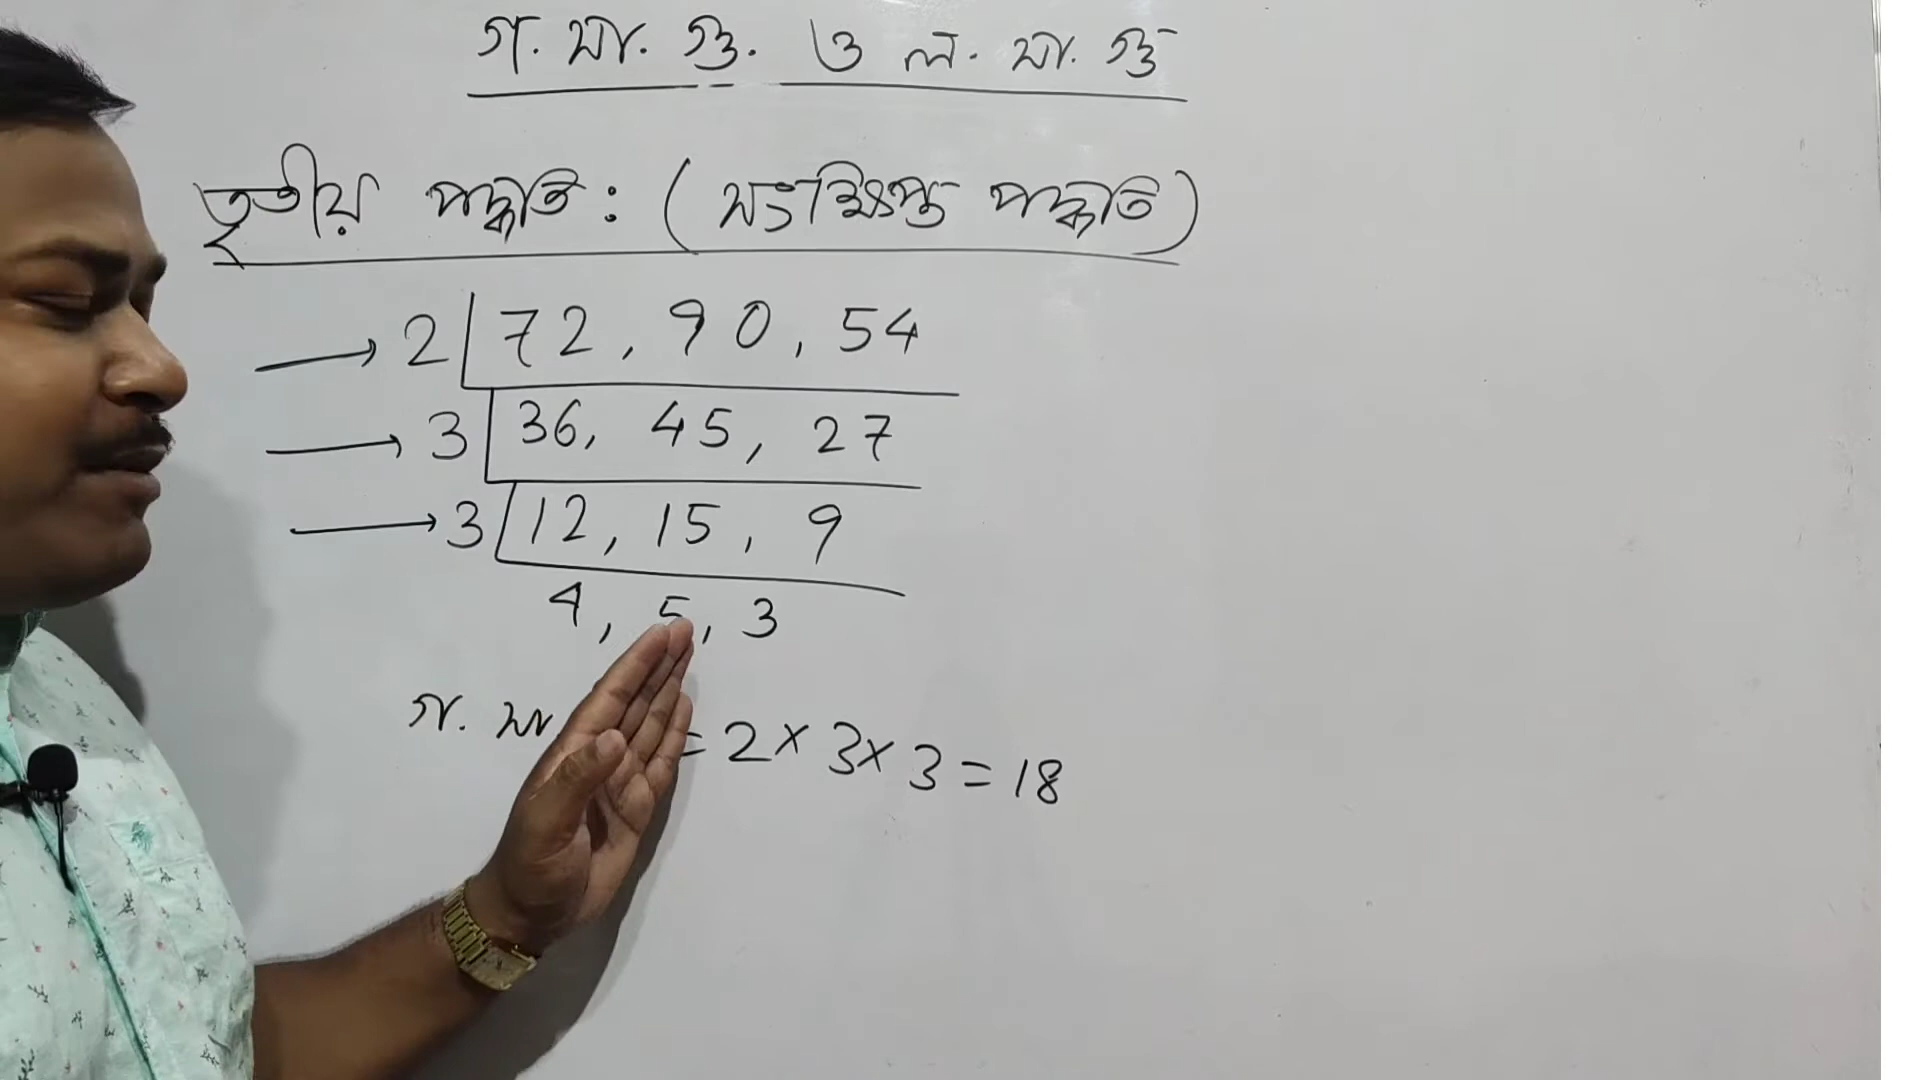 গ. সা. গু. ও ল. সা. গু
তৃতীয় পদ্ধতি : ( সংক্ষিপ্ত পদ্ধতি )
→ 2 | 72 , 90 , 54
→ 3 | 36, 45 , 27
→ 3 | 12 , 15 , 9
4 , 5 , 3
গ. সা. = 2 × 3 × 3 = 18